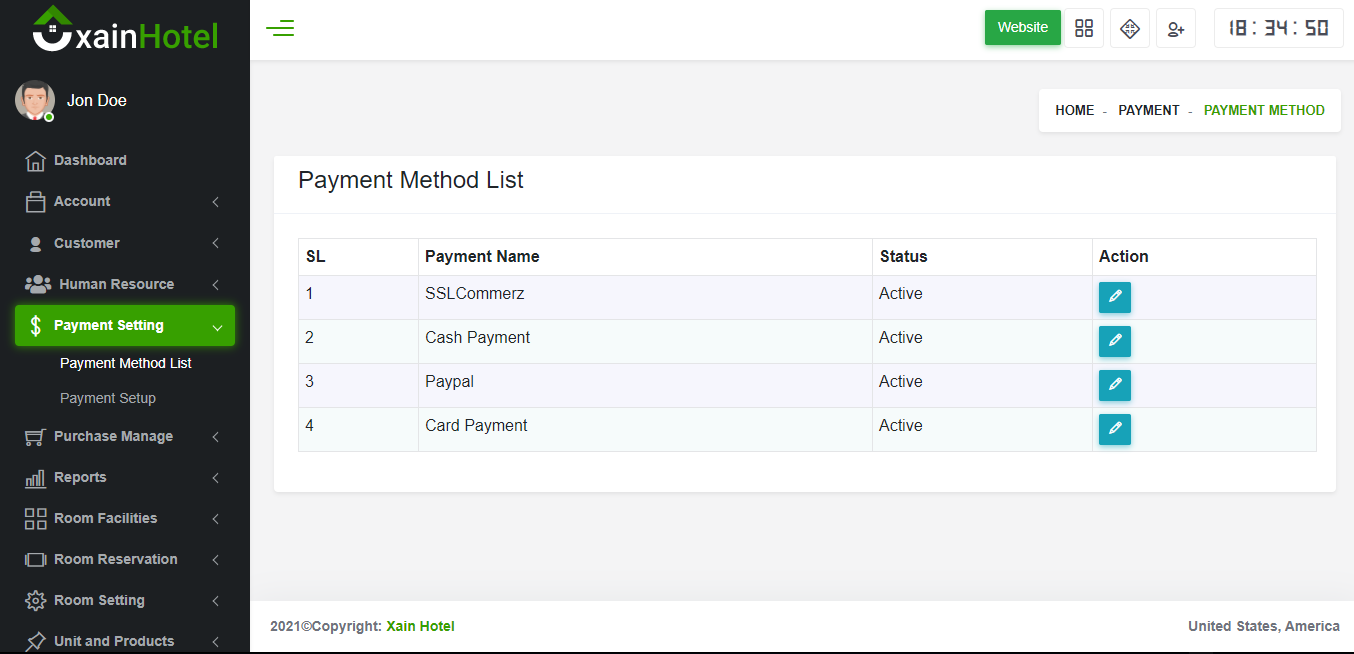 xainHotel
Website
18:34:50
Jon Doe
HOME - PAYMENT - PAYMENT METHOD
Dashboard
Account
Customer
Human Resource
Payment Setting
Payment Method List
Payment Setup
Purchase Manage
Reports
Room Facilities
Room Reservation
Room Setting
Unit and Products
Payment Method List
SL Payment Name Status Action
1 SSLCommerz Active
2 Cash Payment Active
3 Paypal Active
4 Card Payment Active
2021©Copyright: Xain Hotel United States, America